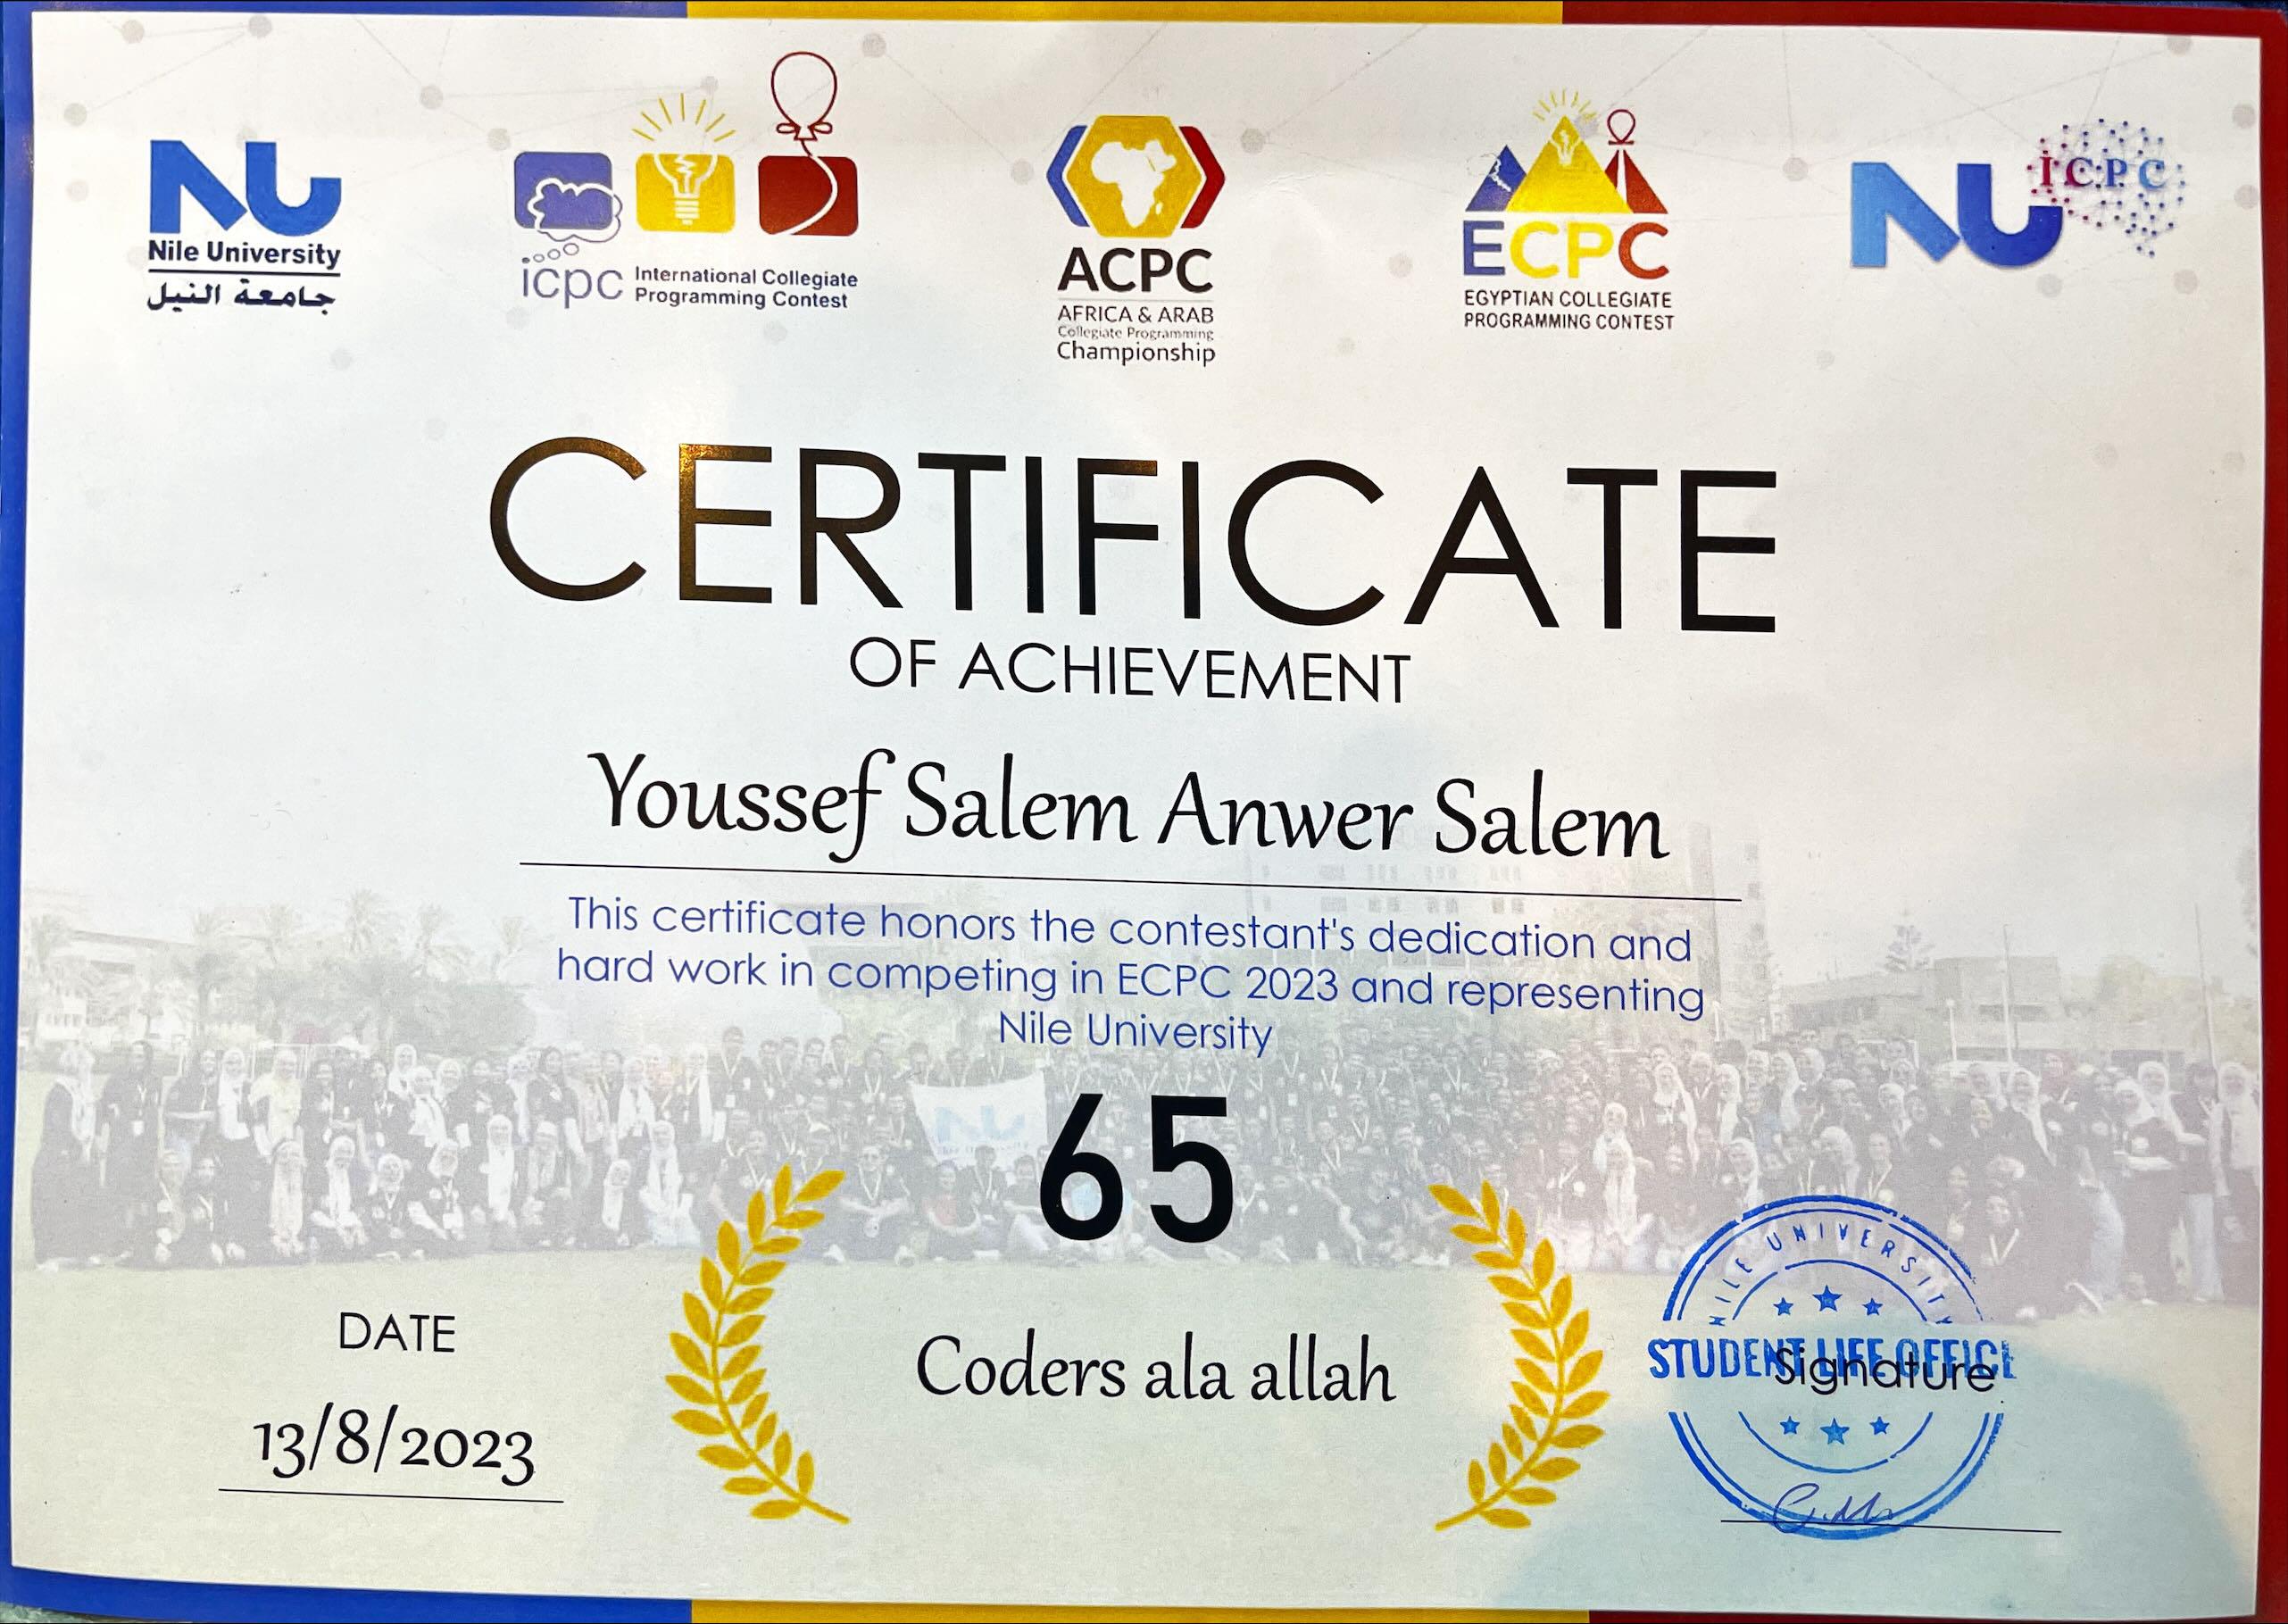 Nile University
جامعة النيل
icpc International Collegiate
Programming Contest
ACPC
AFRICA & ARAB
Collegiate Programming
Championship
ECPC
EGYPTIAN COLLEGIATE
PROGRAMMING CONTEST
NU ICPC
CERTIFICATE
OF ACHIEVEMENT
Youssef Salem Anwer Salem
This certificate honors the contestant's dedication and
hard work in competing in ECPC 2023 and representing
Nile University
65
Coders ala allah
DATE
13/8/2023
NILE UNIVERSITY
STUDENT LIFE OFFICE
Signature